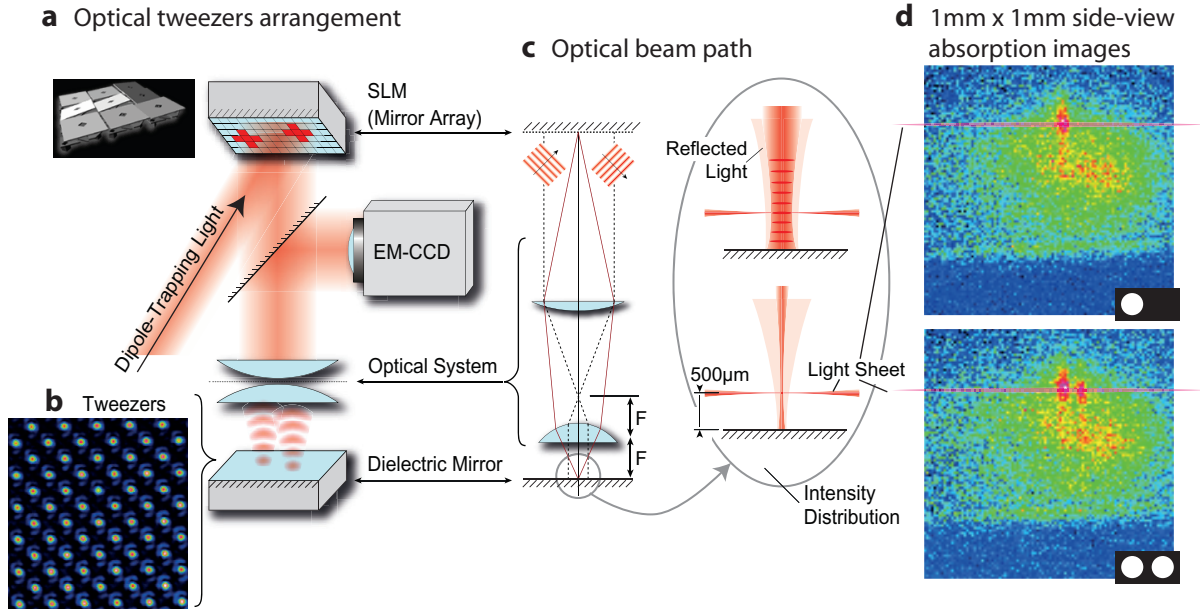 a Optical tweezers arrangement
SLM
(Mirror Array)
Dipole-Trapping Light
EM-CCD
Optical System
b Tweezers
Dielectric Mirror
c Optical beam path
F
F
Reflected
Light
500μm
Light Sheet
Intensity
Distribution
d 1mm x 1mm side-view
absorption images